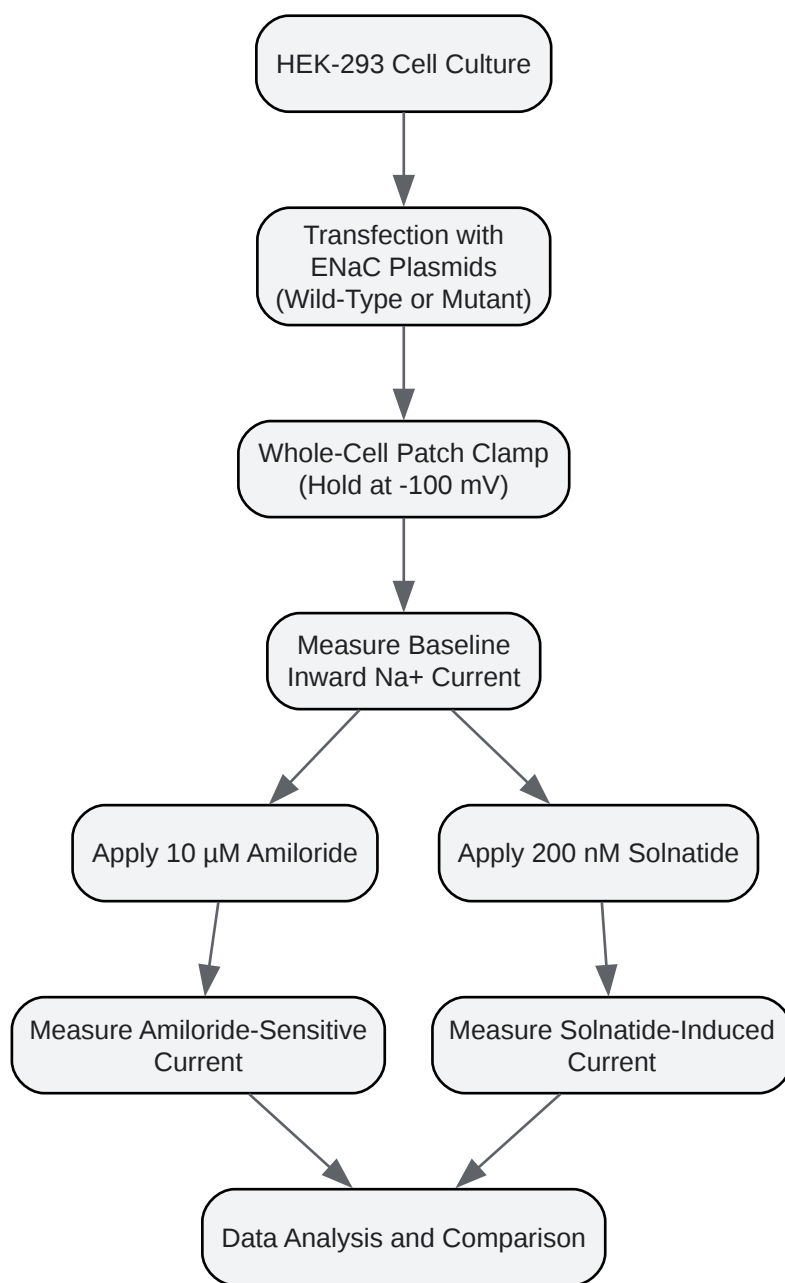 HEK-293 Cell Culture
Transfection with
ENaC Plasmids
(Wild-Type or Mutant)
Whole-Cell Patch Clamp
(Hold at -100 mV)
Measure Baseline
Inward Na+ Current
Apply 10 µM Amiloride
Apply 200 nM Solnatide
Measure Amiloride-Sensitive
Current
Measure Solnatide-Induced
Current
Data Analysis and Comparison